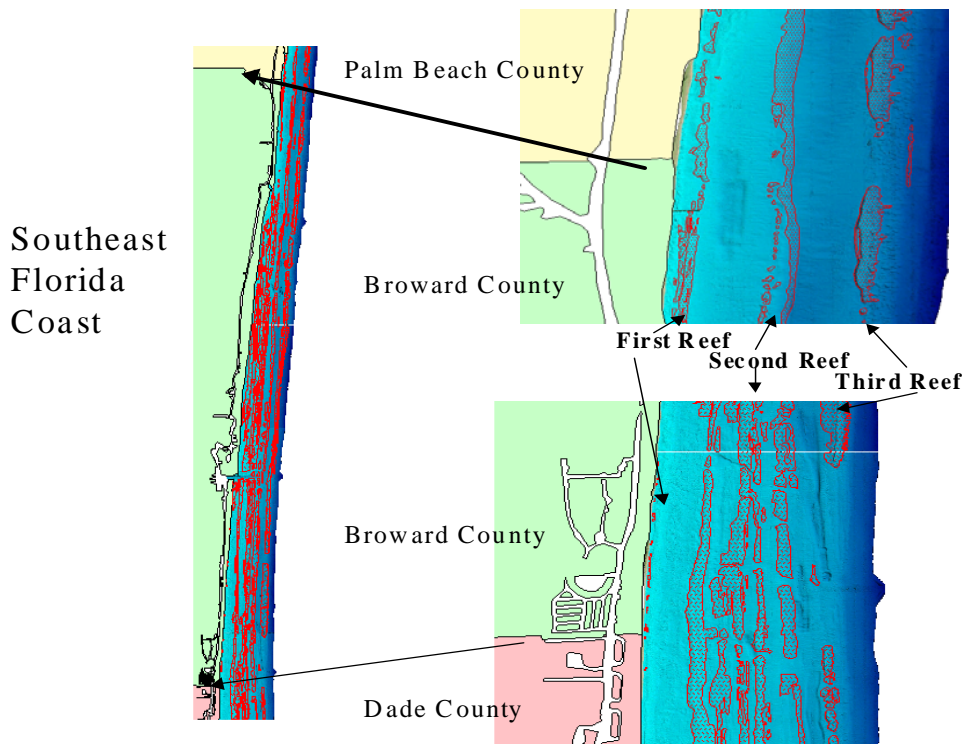 Southeast
Florida
Coast
Palm Beach County
Broward County
First Reef
Second Reef
Third Reef
Broward County
Dade County